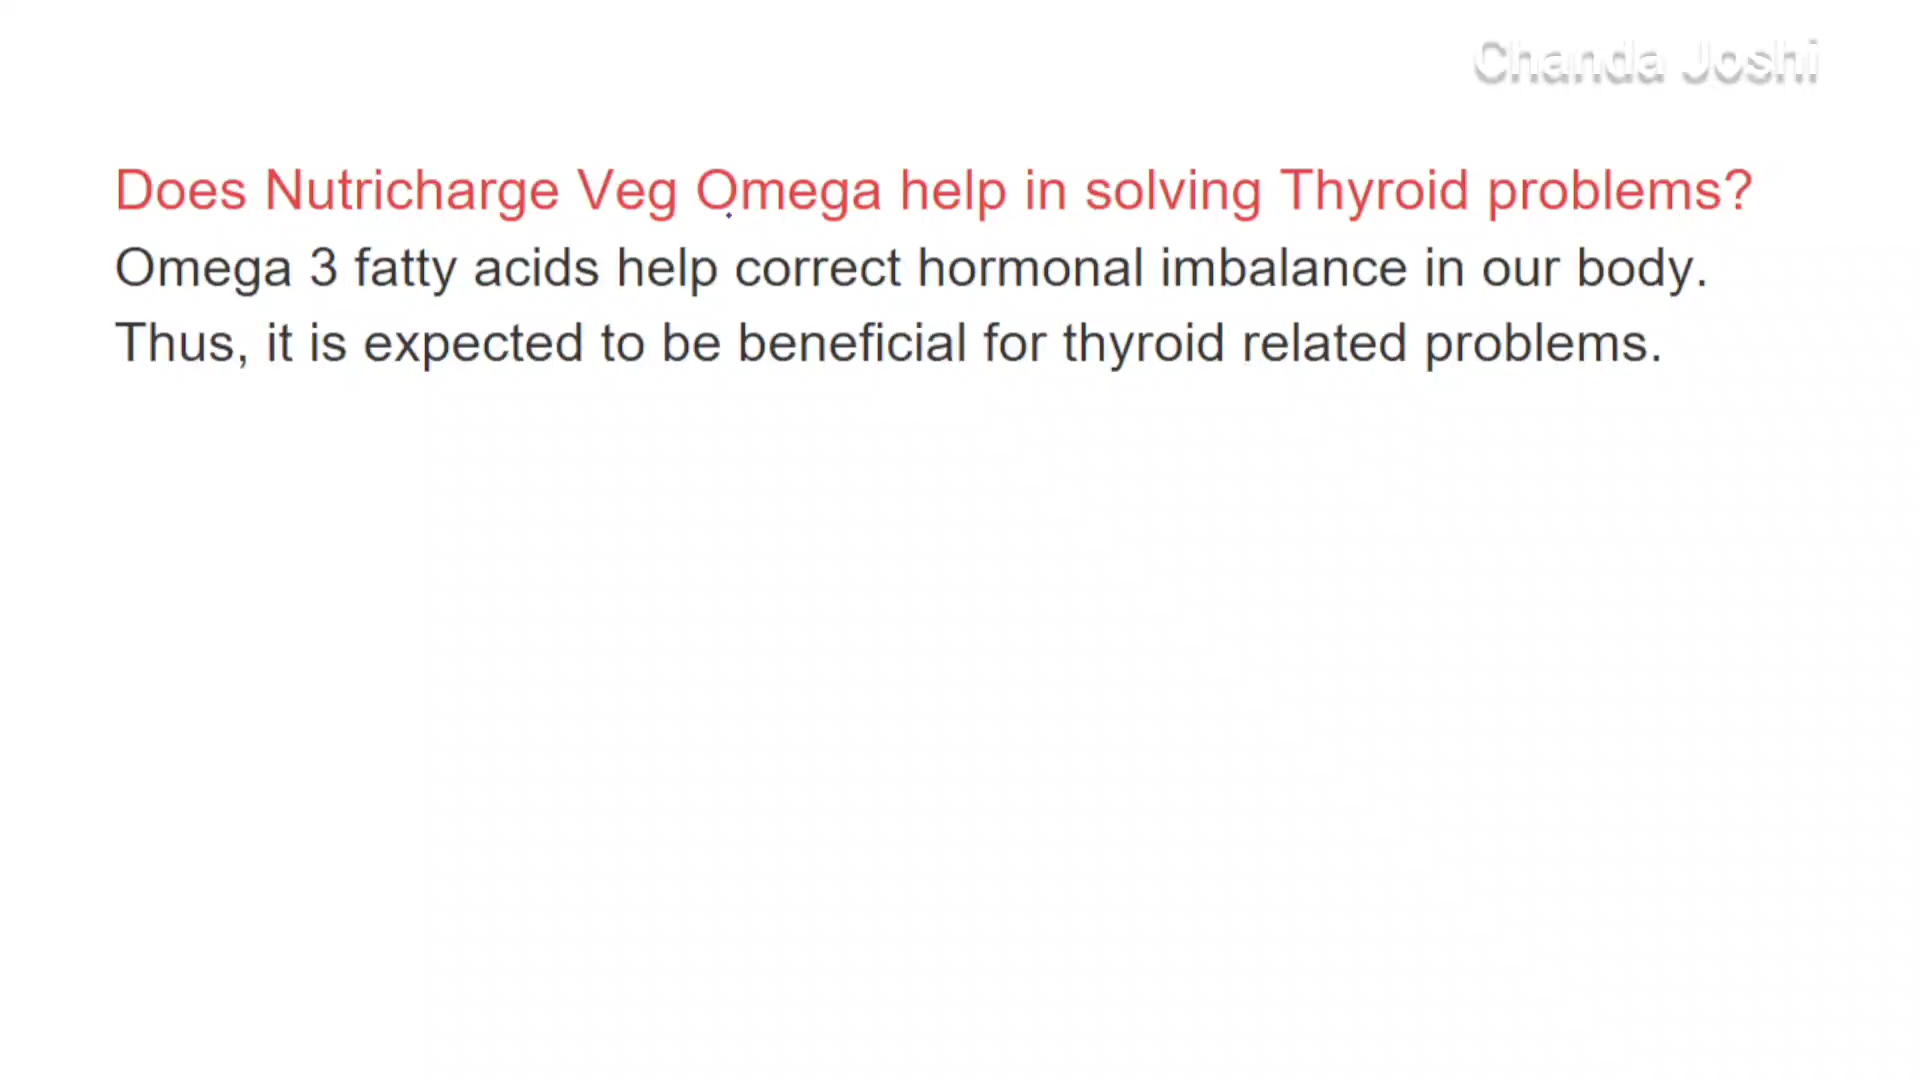 Chanda Joshi
Does Nutricharge Veg Omega help in solving Thyroid problems?
Omega 3 fatty acids help correct hormonal imbalance in our body.
Thus, it is expected to be beneficial for thyroid related problems.